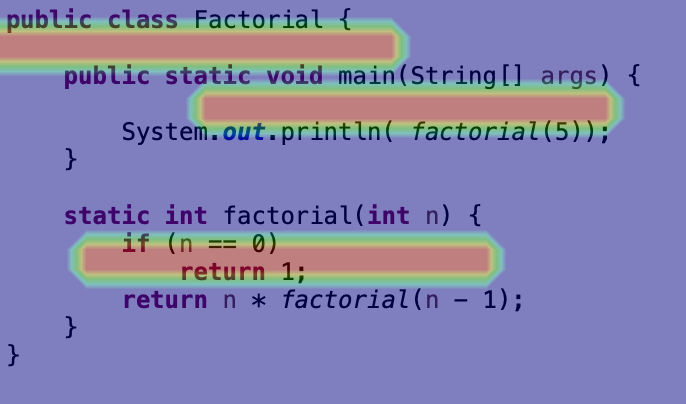 public class Factorial {
    public static void main(String[] args) {
        System.out.println( factorial(5));
    }
    static int factorial(int n) {
        if (n == 0)
            return 1;
        return n * factorial(n - 1);
    }
}